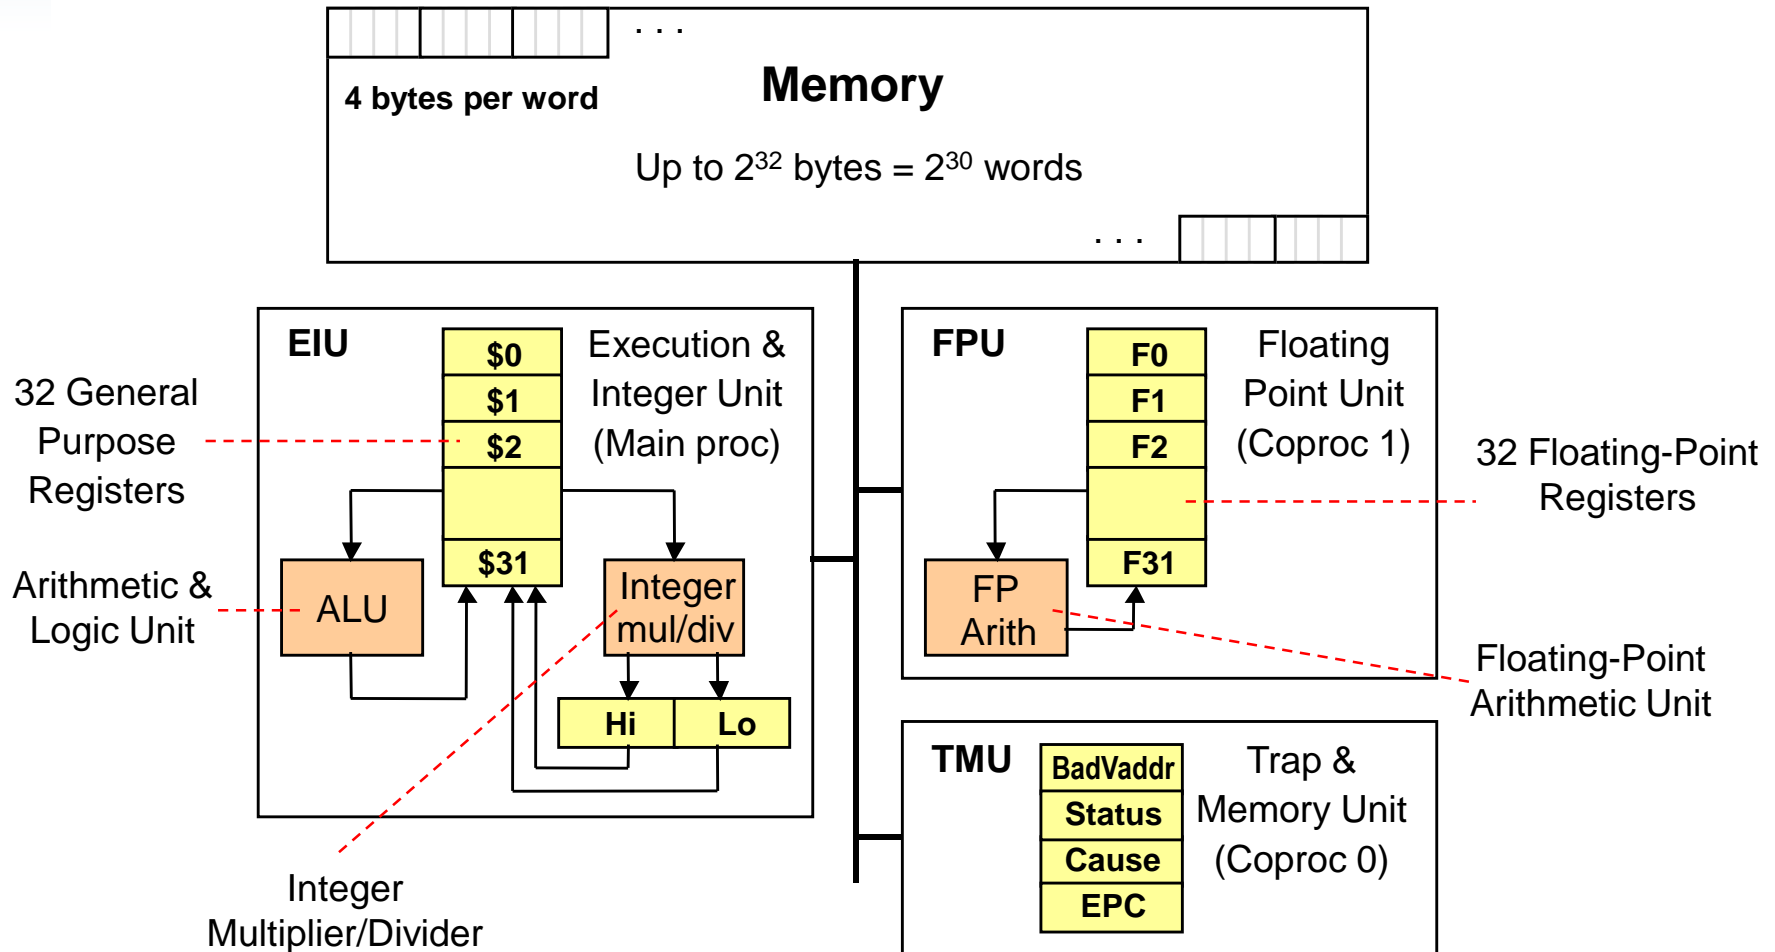 . . .
4 bytes per word
Memory
Up to 2³² bytes = 2³⁰ words
. . .
EIU
$0
$1
$2
$31
Execution &
Integer Unit
(Main proc)
32 General
Purpose
Registers
Arithmetic &
Logic Unit
ALU
Integer
mul/div
Hi
Lo
Integer
Multiplier/Divider
FPU
F0
F1
F2
F31
Floating
Point Unit
(Coproc 1)
32 Floating-Point
Registers
FP
Arith
Floating-Point
Arithmetic Unit
TMU
BadVaddr
Status
Cause
EPC
Trap &
Memory Unit
(Coproc 0)